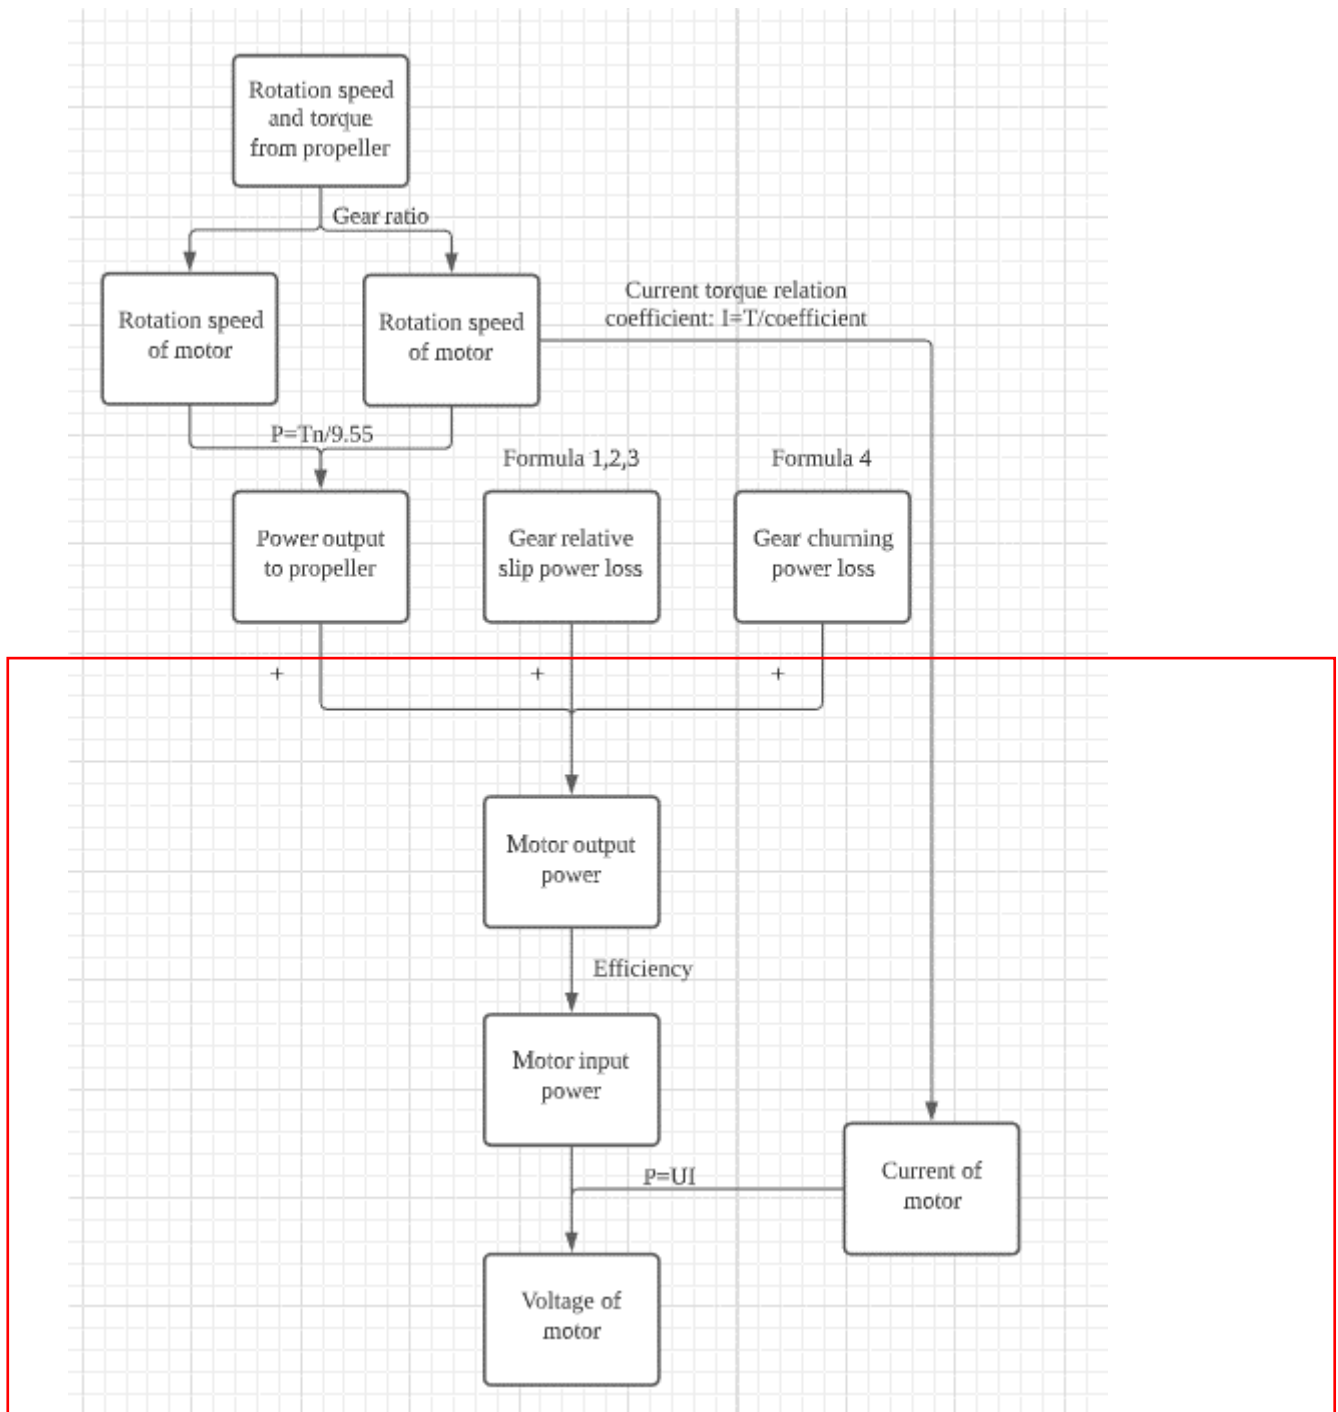 Rotation speed
and torque
from propeller
Gear ratio
Rotation speed
of motor
Rotation speed
of motor
Current torque relation
coefficient: I=T/coefficient
P=Tn/9.55
Formula 1,2,3
Formula 4
Power output
to propeller
Gear relative
slip power loss
Gear churning
power loss
+
+
+
Motor output
power
Efficiency
Motor input
power
P=UI
Current of
motor
Voltage of
motor